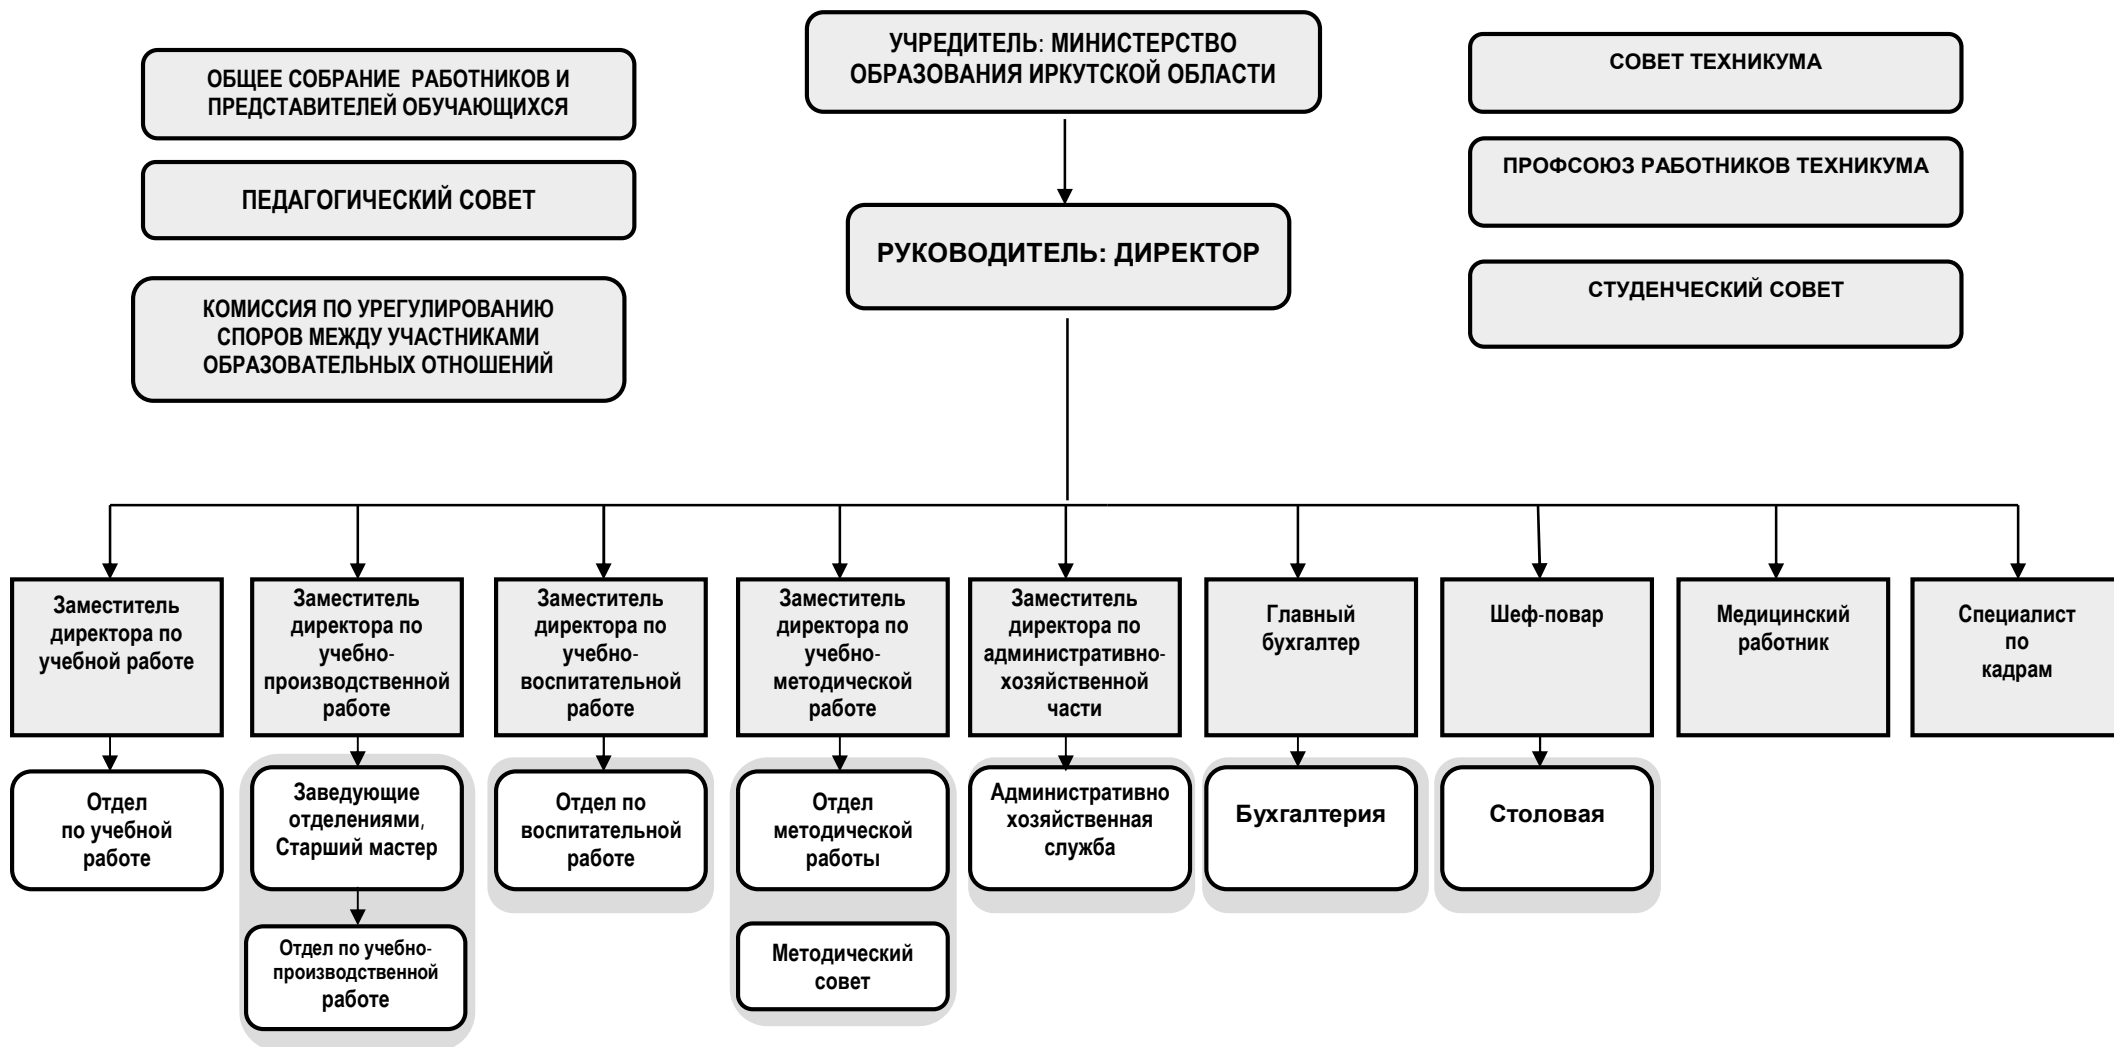 УЧРЕДИТЕЛЬ: МИНИСТЕРСТВО
ОБРАЗОВАНИЯ ИРКУТСКОЙ ОБЛАСТИ
ОБЩЕЕ СОБРАНИЕ РАБОТНИКОВ И
ПРЕДСТАВИТЕЛЕЙ ОБУЧАЮЩИХСЯ
СОВЕТ ТЕХНИКУМА
ПЕДАГОГИЧЕСКИЙ СОВЕТ
ПРОФСОЮЗ РАБОТНИКОВ ТЕХНИКУМА
РУКОВОДИТЕЛЬ: ДИРЕКТОР
КОМИССИЯ ПО УРЕГУЛИРОВАНИЮ
СПОРОВ МЕЖДУ УЧАСТНИКАМИ
ОБРАЗОВАТЕЛЬНЫХ ОТНОШЕНИЙ
СТУДЕНЧЕСКИЙ СОВЕТ
Заместитель
директора по
учебной работе
Заместитель
директора по
учебно-
производственной
работе
Заместитель
директора по
учебно-
воспитательной
работе
Заместитель
директора по
учебно-
методической
работе
Заместитель
директора по
административно-
хозяйственной
части
Главный
бухгалтер
Шеф-повар
Медицинский
работник
Специалист
по
кадрам
Отдел
по учебной
работе
Заведующие
отделениями,
Старший мастер
Отдел по
воспитательной
работе
Отдел
методической
работы
Административно
хозяйственная
служба
Бухгалтерия
Столовая
Отдел по учебно-
производственной
работе
Методический
совет